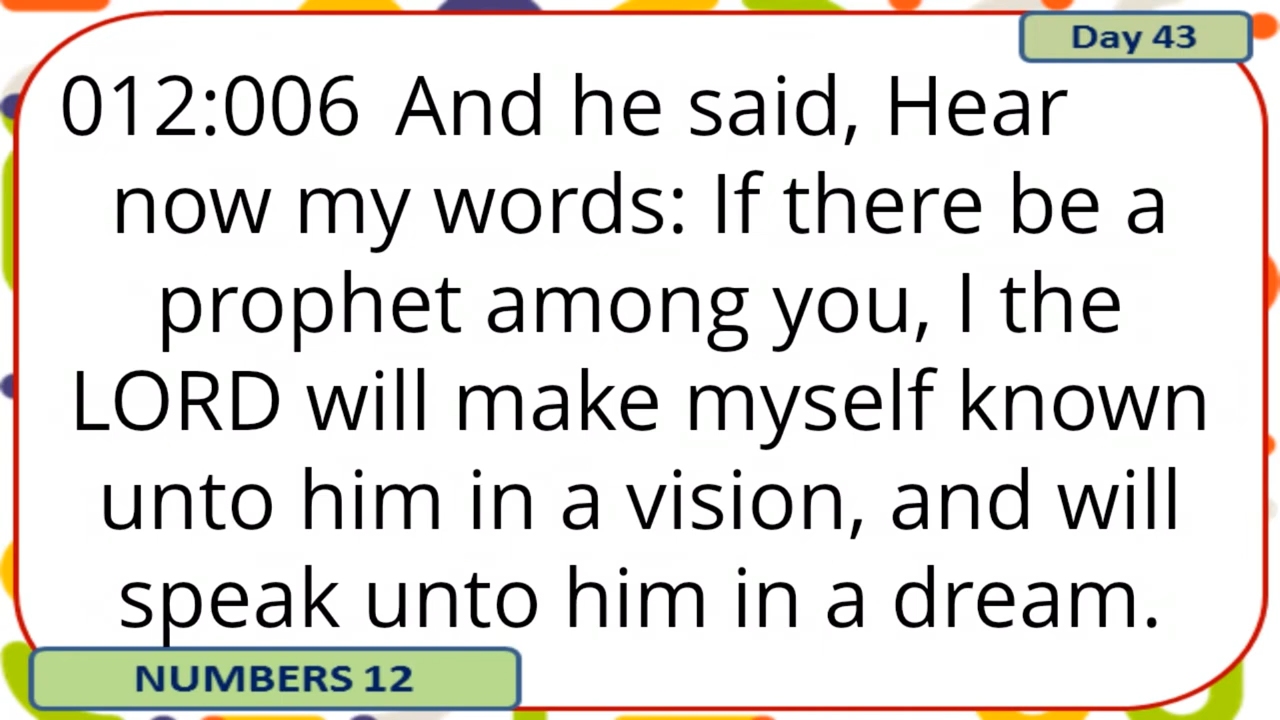 Day 43
012:006 And he said, Hear
now my words: If there be a
prophet among you, I the
LORD will make myself known
unto him in a vision, and will
speak unto him in a dream.
NUMBERS 12